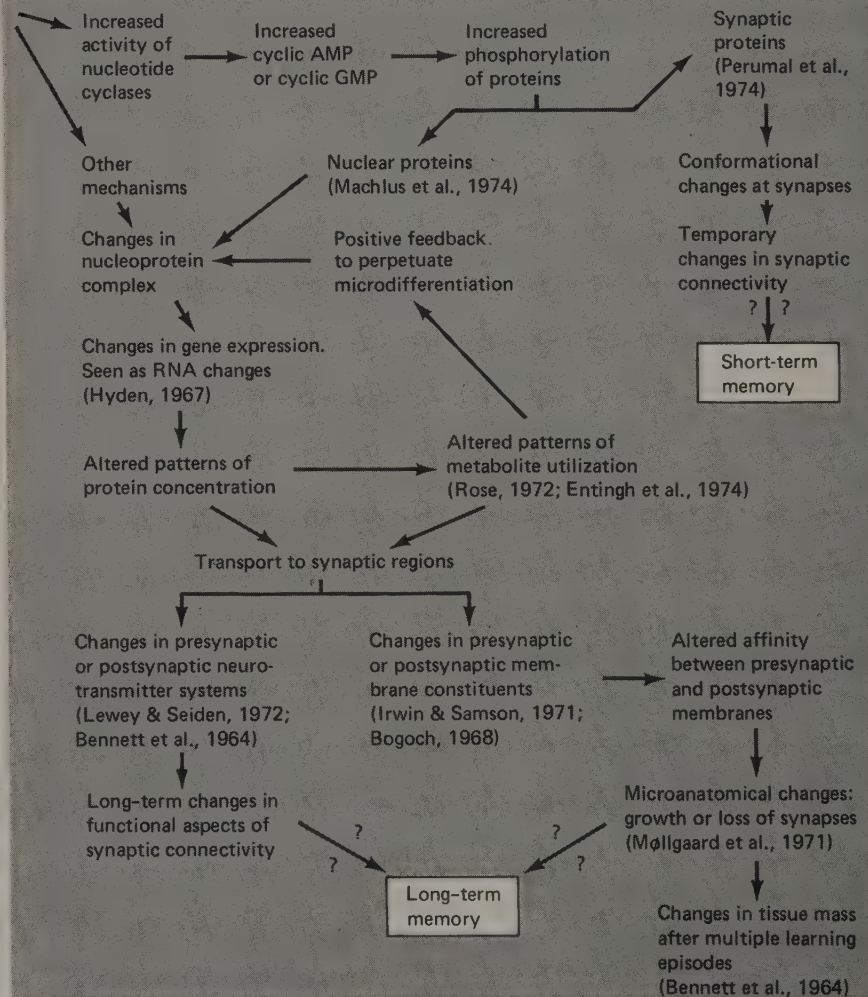 Increased
activity of
nucleotide
cyclases
Increased
cyclic AMP
or cyclic GMP
Increased
phosphorylation
of proteins
Synaptic
proteins
(Perumal et al.,
1974)
Other
mechanisms
Nuclear proteins
(Machlus et al., 1974)
Conformational
changes at synapses
Changes in
nucleoprotein
complex
Positive feedback.
to perpetuate
microdifferentiation
Temporary
changes in synaptic
connectivity
? ?
Short-term
memory
Changes in gene expression.
Seen as RNA changes
(Hyden, 1967)
Altered patterns of
protein concentration
Altered patterns of
metabolite utilization
(Rose, 1972; Entingh et al., 1974)
Transport to synaptic regions
Changes in presynaptic
or postsynaptic neuro-
transmitter systems
(Lewey & Seiden, 1972;
Bennett et al., 1964)
Changes in presynaptic
or postsynaptic mem-
brane constituents
(Irwin & Samson, 1971;
Bogoch, 1968)
Altered affinity
between presynaptic
and postsynaptic
membranes
Long-term changes in
functional aspects of
synaptic connectivity
?
?
Microanatomical changes:
growth or loss of synapses
(Møllgaard et al., 1971)
?
?
Long-term
memory
Changes in tissue mass
after multiple learning
episodes
(Bennett et al., 1964)